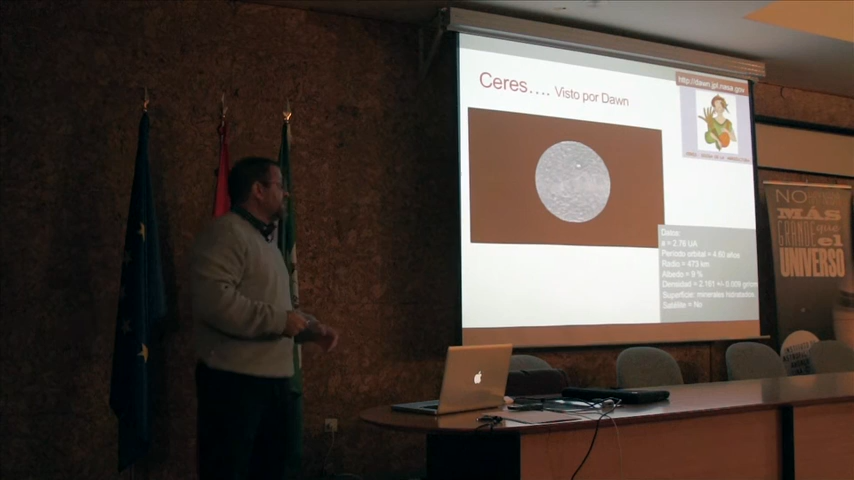 Ceres.... Visto por Dawn
http://dawn.jpl.nasa.gov
Datos:
a = 2.76 UA
Periodo orbital = 4.60 años
Radio = 473 km
Albedo = 9 %
Densidad = 2.161 +/- 0.009 gr/cm
Superficie: minerales hidratados
Satélite = No
NO
MÁS
GRANDE que
el
UNIVERSO